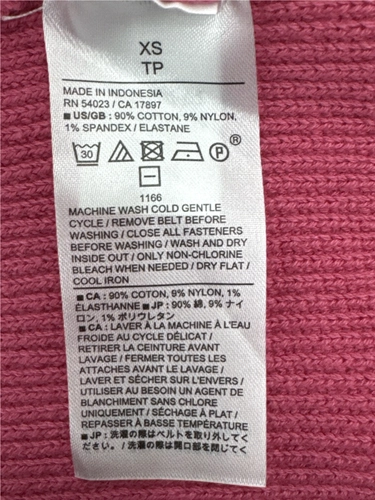 XS
TP
MADE IN INDONESIA
RN 54023 / CA 17897
■ US/GB : 90% COTTON, 9% NYLON,
1% SPANDEX / ELASTANE
30 P ®
1166
MACHINE WASH COLD GENTLE
CYCLE / REMOVE BELT BEFORE
WASHING / CLOSE ALL FASTENERS
BEFORE WASHING / WASH AND DRY
INSIDE OUT / ONLY NON-CHLORINE
BLEACH WHEN NEEDED / DRY FLAT /
COOL IRON
■ CA : 90% COTON, 9% NYLON, 1%
ÉLASTHANNE ■ JP : 90% 綿, 9% ナイ
ロン, 1% ポリウレタン
■ CA : LAVER À LA MACHINE À L'EAU
FROIDE AU CYCLE DÉLICAT /
RETIRER LA CEINTURE AVANT
LAVAGE / FERMER TOUTES LES
ATTACHES AVANT LE LAVAGE /
LAVER ET SÉCHER SUR L'ENVERS /
UTILISER AU BESOIN UN AGENT DE
BLANCHIMENT SANS CHLORE
UNIQUEMENT / SÉCHAGE À PLAT /
REPASSER À BASSE TEMPÉRATURE
■ JP : 洗濯の際はベルトを取り外してく
ださい。 / 洗濯の際は開口部を閉じてく